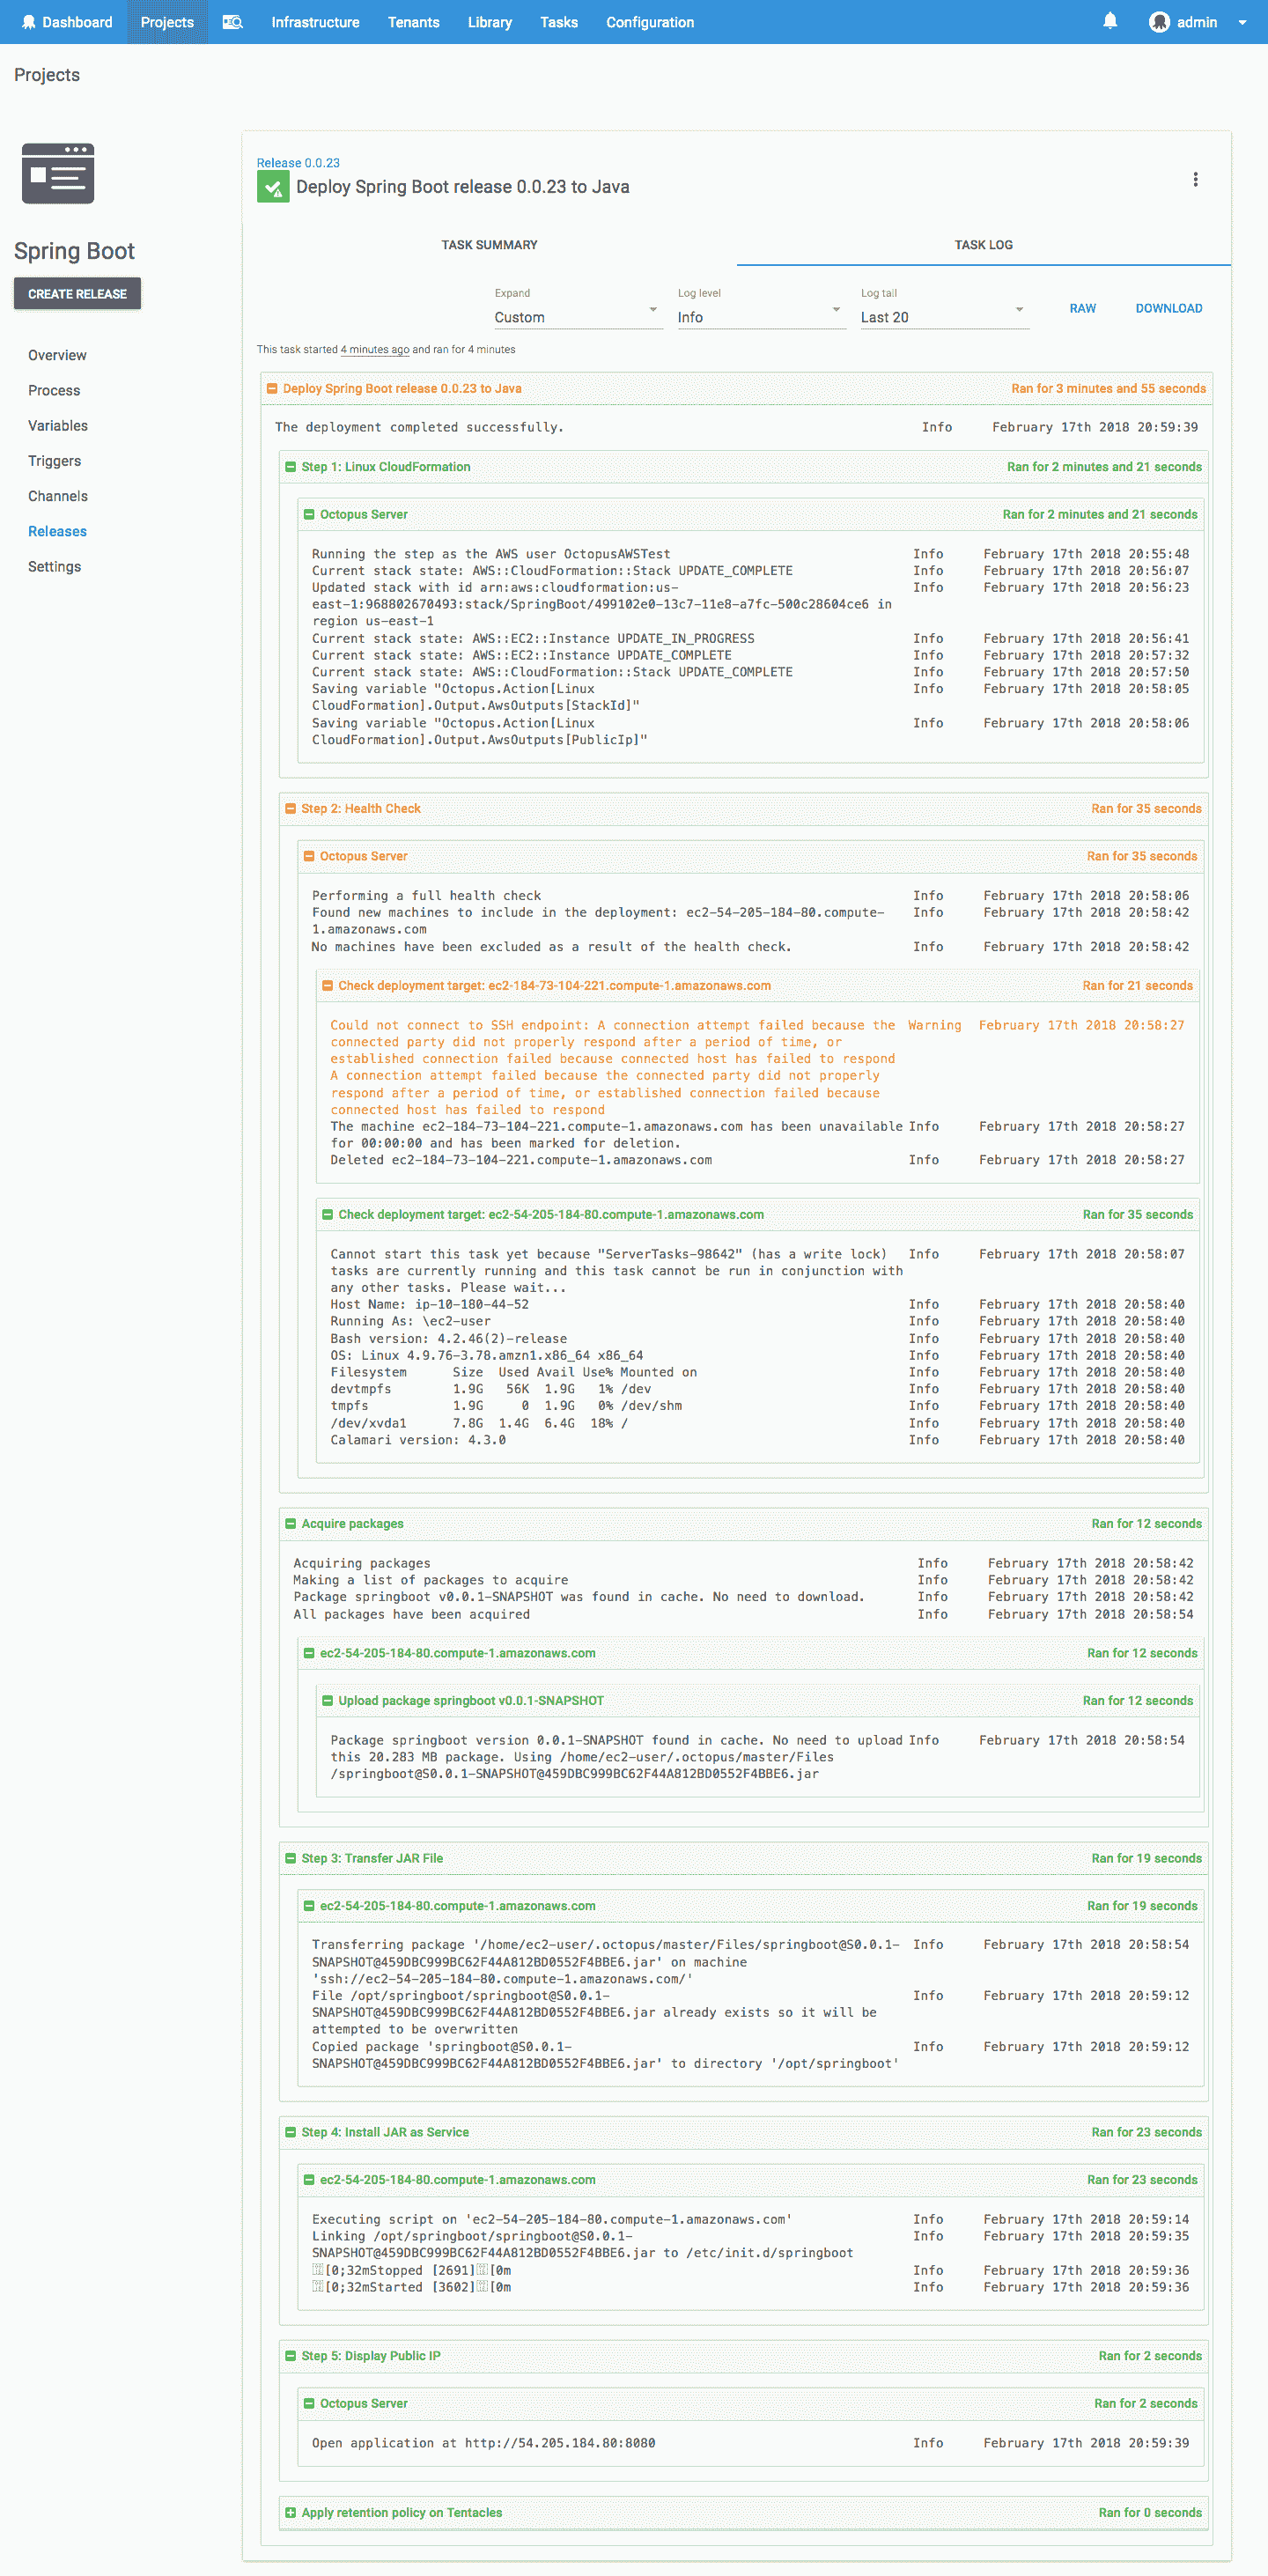 Dashboard Projects Infrastructure Tenants Library Tasks Configuration admin
Projects
Spring Boot
CREATE RELEASE
Overview
Process
Variables
Triggers
Channels
Releases
Settings
Release 0.0.23
Deploy Spring Boot release 0.0.23 to Java
TASK SUMMARY TASK LOG
Expand Log level Log tail
Custom Info Last 20 RAW DOWNLOAD
This task started 4 minutes ago and ran for 4 minutes
Deploy Spring Boot release 0.0.23 to Java Ran for 3 minutes and 55 seconds
The deployment completed successfully. Info February 17th 2018 20:59:39
Step 1: Linux CloudFormation Ran for 2 minutes and 21 seconds
Octopus Server Ran for 2 minutes and 21 seconds
Running the step as the AWS user OctopusAWSTest Info February 17th 2018 20:55:48
Current stack state: AWS::CloudFormation::Stack UPDATE_COMPLETE Info February 17th 2018 20:56:07
Updated stack with id arn:aws:cloudformation:us- Info February 17th 2018 20:56:23
east-1:968802670493:stack/SpringBoot/499102e0-13c7-11e8-a7fc-500c28604ce6 in
region us-east-1
Current stack state: AWS::EC2::Instance UPDATE_IN_PROGRESS Info February 17th 2018 20:56:41
Current stack state: AWS::EC2::Instance UPDATE_COMPLETE Info February 17th 2018 20:57:32
Current stack state: AWS::CloudFormation::Stack UPDATE_COMPLETE Info February 17th 2018 20:57:50
Saving variable "Octopus.Action[Linux Info February 17th 2018 20:58:05
CloudFormation].Output.AwsOutputs[StackId]"
Saving variable "Octopus.Action[Linux Info February 17th 2018 20:58:06
CloudFormation].Output.AwsOutputs[PublicIp]"
Step 2: Health Check Ran for 35 seconds
Octopus Server Ran for 35 seconds
Performing a full health check Info February 17th 2018 20:58:06
Found new machines to include in the deployment: ec2-54-205-184-80.compute- Info February 17th 2018 20:58:42
1.amazonaws.com
No machines have been excluded as a result of the health check. Info February 17th 2018 20:58:42
Check deployment target: ec2-184-73-104-221.compute-1.amazonaws.com Ran for 21 seconds
Could not connect to SSH endpoint: A connection attempt failed because the Warning February 17th 2018 20:58:27
connected party did not properly respond after a period of time, or
established connection failed because connected host has failed to respond
A connection attempt failed because the connected party did not properly
respond after a period of time, or established connection failed because
connected host has failed to respond
The machine ec2-184-73-104-221.compute-1.amazonaws.com has been unavailable Info February 17th 2018 20:58:27
for 00:00:00 and has been marked for deletion.
Deleted ec2-184-73-104-221.compute-1.amazonaws.com Info February 17th 2018 20:58:27
Check deployment target: ec2-54-205-184-80.compute-1.amazonaws.com Ran for 35 seconds
Cannot start this task yet because "ServerTasks-98642" (has a write lock) Info February 17th 2018 20:58:07
tasks are currently running and this task cannot be run in conjunction with
any other tasks. Please wait...
Host Name: ip-10-180-44-52 Info February 17th 2018 20:58:40
Running As: \ec2-user Info February 17th 2018 20:58:40
Bash version: 4.2.46(2)-release Info February 17th 2018 20:58:40
OS: Linux 4.9.76-3.78.amzn1.x86_64 x86_64 Info February 17th 2018 20:58:40
Filesystem Size Used Avail Use% Mounted on Info February 17th 2018 20:58:40
devtmpfs 1.9G 56K 1.9G 1% /dev Info February 17th 2018 20:58:40
tmpfs 1.9G 0 1.9G 0% /dev/shm Info February 17th 2018 20:58:40
/dev/xvda1 7.8G 1.4G 6.4G 18% / Info February 17th 2018 20:58:40
Calamari version: 4.3.0 Info February 17th 2018 20:58:40
Acquire packages Ran for 12 seconds
Acquiring packages Info February 17th 2018 20:58:42
Making a list of packages to acquire Info February 17th 2018 20:58:42
Package springboot v0.0.1-SNAPSHOT was found in cache. No need to download. Info February 17th 2018 20:58:42
All packages have been acquired Info February 17th 2018 20:58:54
ec2-54-205-184-80.compute-1.amazonaws.com Ran for 12 seconds
Upload package springboot v0.0.1-SNAPSHOT Ran for 12 seconds
Package springboot version 0.0.1-SNAPSHOT found in cache. No need to upload Info February 17th 2018 20:58:54
this 20.283 MB package. Using /home/ec2-user/.octopus/master/Files
/springboot@S0.0.1-SNAPSHOT@459DBC999BC62F44A812BD0552F4BBE6.jar
Step 3: Transfer JAR File Ran for 19 seconds
ec2-54-205-184-80.compute-1.amazonaws.com Ran for 19 seconds
Transferring package '/home/ec2-user/.octopus/master/Files/springboot@S0.0.1- Info February 17th 2018 20:58:54
SNAPSHOT@459DBC999BC62F44A812BD0552F4BBE6.jar' on machine
'ssh://ec2-54-205-184-80.compute-1.amazonaws.com/'
File /opt/springboot/springboot@S0.0.1- Info February 17th 2018 20:59:12
SNAPSHOT@459DBC999BC62F44A812BD0552F4BBE6.jar already exists so it will be
attempted to be overwritten
Copied package 'springboot@S0.0.1- Info February 17th 2018 20:59:12
SNAPSHOT@459DBC999BC62F44A812BD0552F4BBE6.jar' to directory '/opt/springboot'
Step 4: Install JAR as Service Ran for 23 seconds
ec2-54-205-184-80.compute-1.amazonaws.com Ran for 23 seconds
Executing script on 'ec2-54-205-184-80.compute-1.amazonaws.com' Info February 17th 2018 20:59:14
Linking /opt/springboot/springboot@S0.0.1- Info February 17th 2018 20:59:35
SNAPSHOT@459DBC999BC62F44A812BD0552F4BBE6.jar to /etc/init.d/springboot
[0;32mStopped [2691][0m Info February 17th 2018 20:59:36
[0;32mStarted [3602][0m Info February 17th 2018 20:59:36
Step 5: Display Public IP Ran for 2 seconds
Octopus Server Ran for 2 seconds
Open application at http://54.205.184.80:8080 Info February 17th 2018 20:59:39
Apply retention policy on Tentacles Ran for 0 seconds